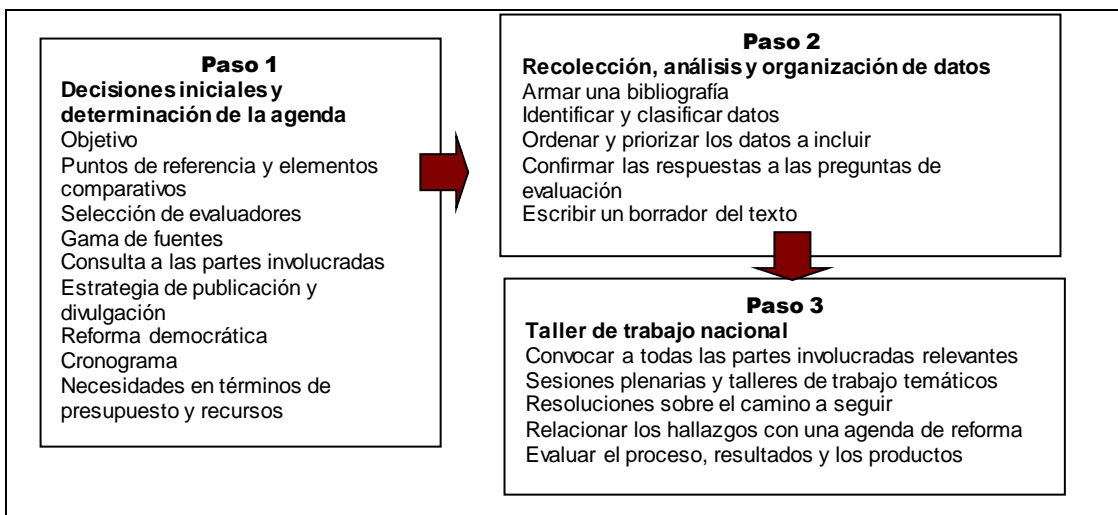 Paso 1
Decisiones iniciales y
determinación de la agenda
Objetivo
Puntos de referencia y elementos
comparativos
Selección de evaluadores
Gama de fuentes
Consulta a las partes involucradas
Estrategia de publicación y
divulgación
Reforma democrática
Cronograma
Necesidades en términos de
presupuesto y recursos
Paso 2
Recolección, análisis y organización de datos
Armar una bibliografía
Identificar y clasificar datos
Ordenar y priorizar los datos a incluir
Confirmar las respuestas a las preguntas de
evaluación
Escribir un borrador del texto
Paso 3
Taller de trabajo nacional
Convocar a todas las partes involucradas relevantes
Sesiones plenarias y talleres de trabajo temáticos
Resoluciones sobre el camino a seguir
Relacionar los hallazgos con una agenda de reforma
Evaluar el proceso, resultados y los productos